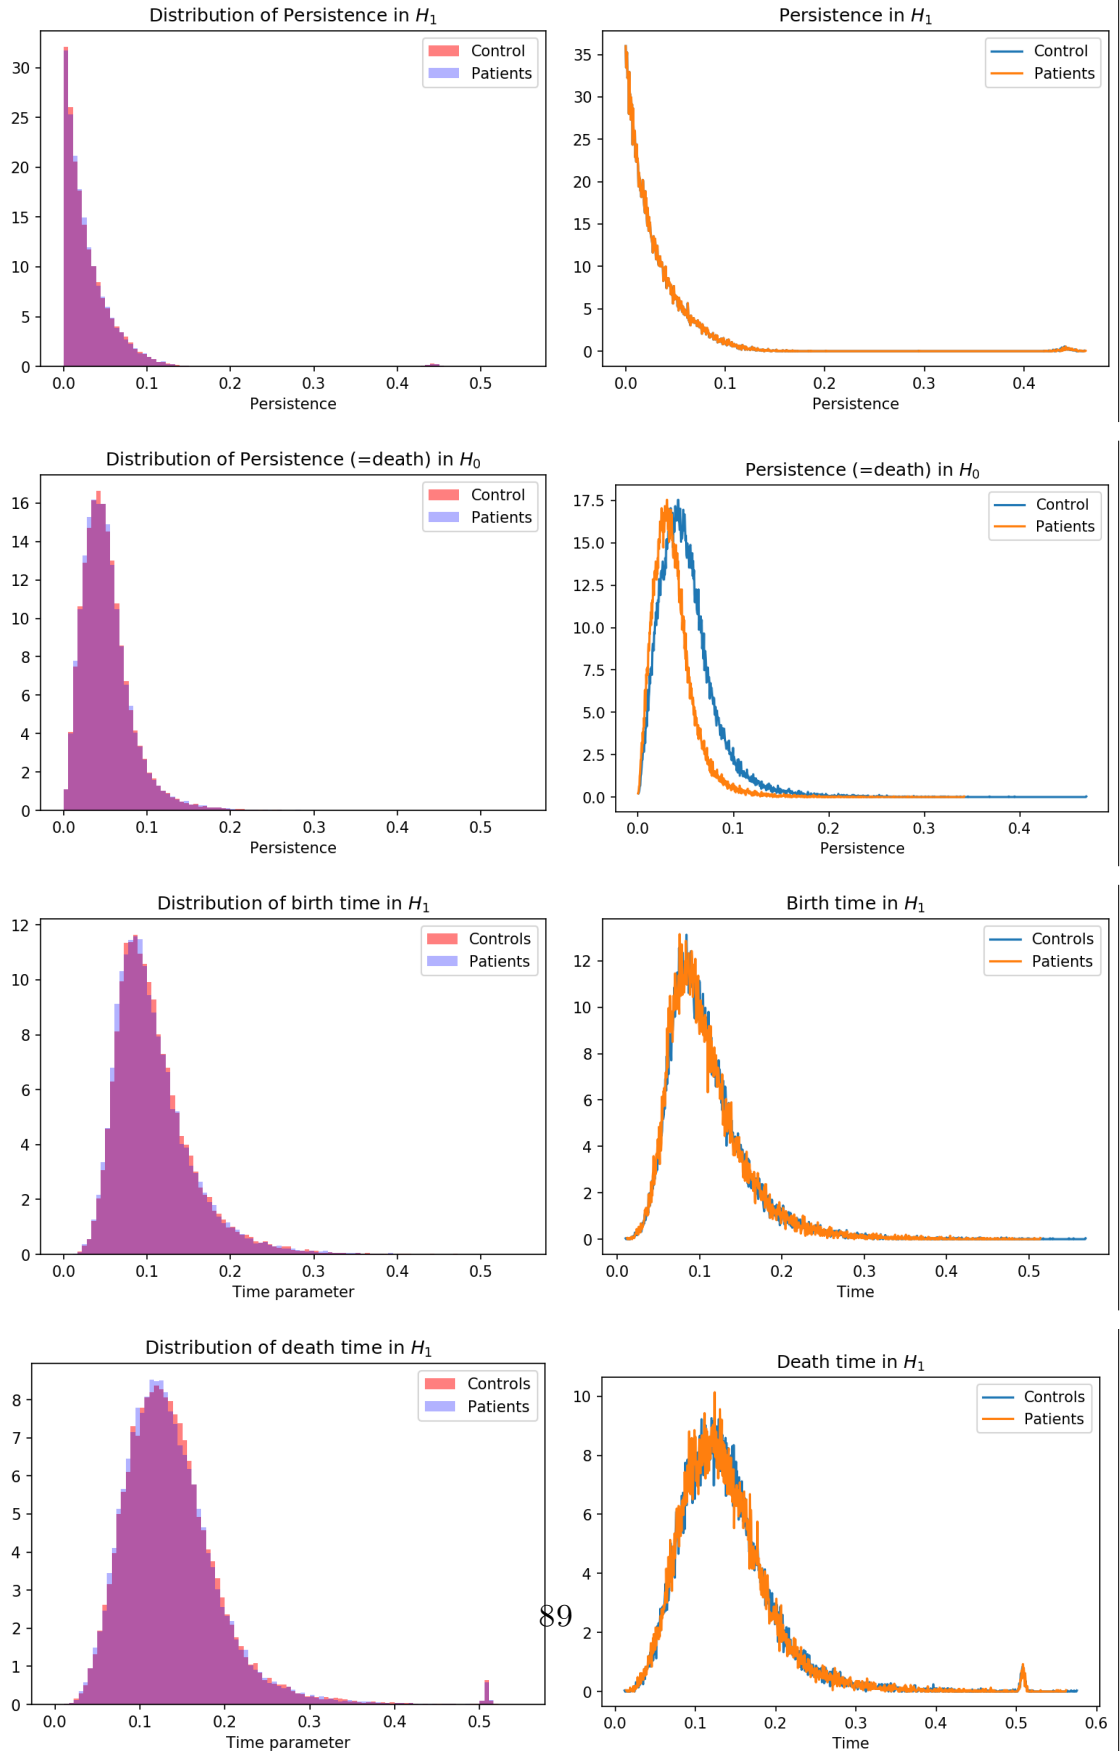 Distribution of Persistence in H₁
30
25
20
15
10
5
0
0.0 0.1 0.2 0.3 0.4 0.5
Persistence
Control
Patients
Persistence in H₁
35
30
25
20
15
10
5
0
0.0 0.1 0.2 0.3 0.4
Persistence
Control
Patients
Distribution of Persistence (=death) in H₀
16
14
12
10
8
6
4
2
0
0.0 0.1 0.2 0.3 0.4 0.5
Persistence
Control
Patients
Persistence (=death) in H₀
17.5
15.0
12.5
10.0
7.5
5.0
2.5
0.0
0.0 0.1 0.2 0.3 0.4
Persistence
Control
Patients
Distribution of birth time in H₁
12
10
8
6
4
2
0
0.0 0.1 0.2 0.3 0.4 0.5
Time parameter
Controls
Patients
Birth time in H₁
12
10
8
6
4
2
0
0.0 0.1 0.2 0.3 0.4 0.5
Time
Controls
Patients
Distribution of death time in H₁
8
7
6
5
4
3
2
1
0
0.0 0.1 0.2 0.3 0.4 0.5
Time parameter
Controls
Patients
Death time in H₁
10
8
6
4
2
0
0.0 0.1 0.2 0.3 0.4 0.5 0.6
Time
Controls
Patients
89